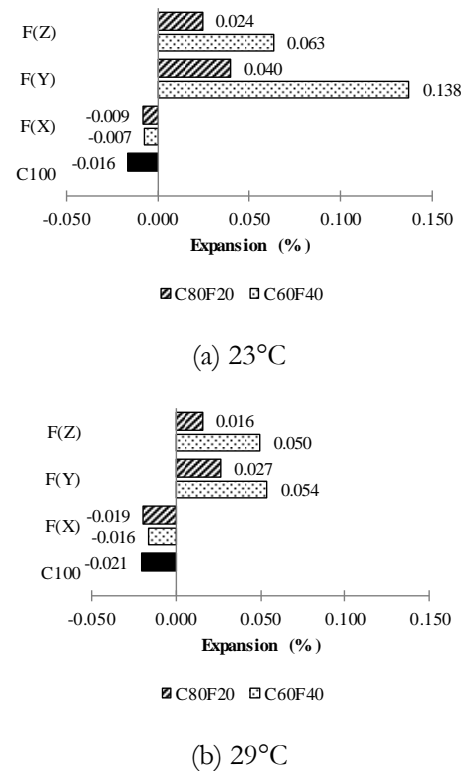 F(Z)
0.024
0.063
F(Y)
0.040
0.138
F(X)
-0.009
-0.007
C100
-0.016
-0.050 0.000 0.050 0.100 0.150
Expansion (%)
C80F20 C60F40
(a) 23°C
F(Z)
0.016
0.050
F(Y)
0.027
0.054
F(X)
-0.019
-0.016
C100
-0.021
-0.050 0.000 0.050 0.100 0.150
Expansion (%)
C80F20 C60F40
(b) 29°C